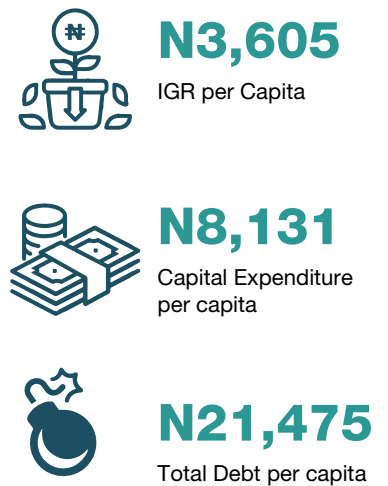 ₦
N3,605
IGR per Capita
N8,131
Capital Expenditure
per capita
N21,475
Total Debt per capita